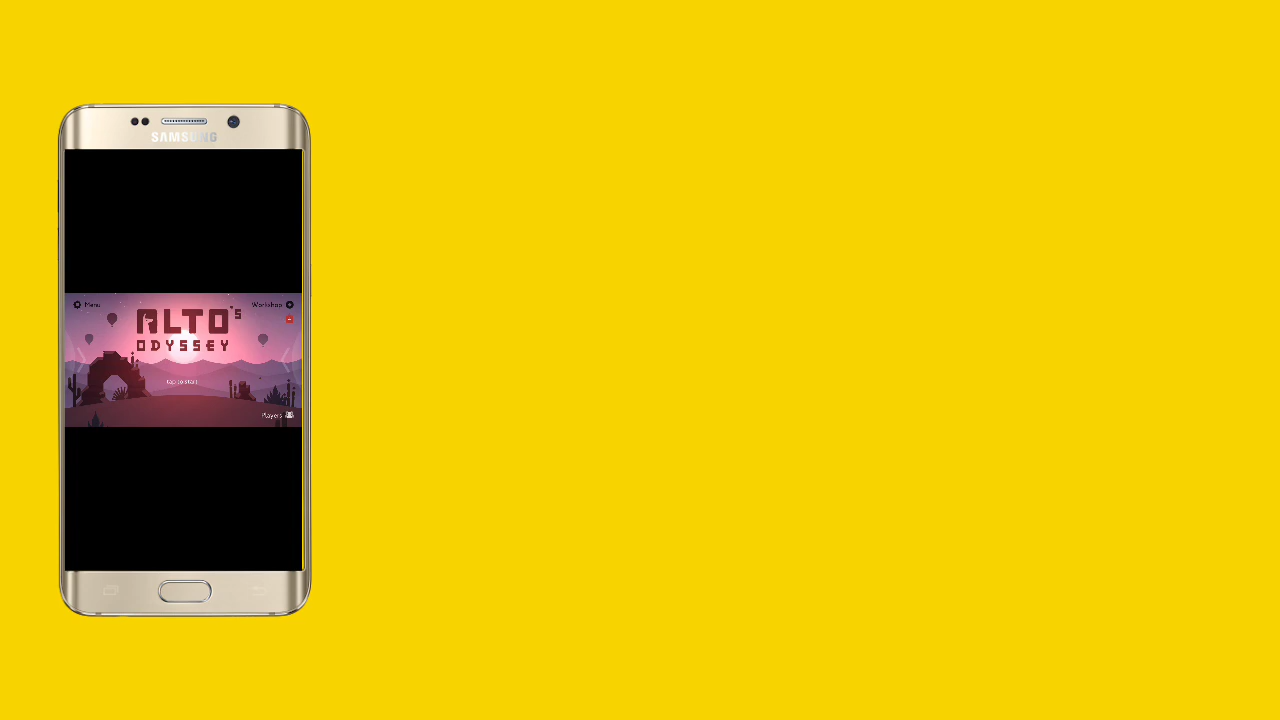 SAMSUNG
Menu
Workshop
ALTO'S
ODYSSEY
tap to start
Players